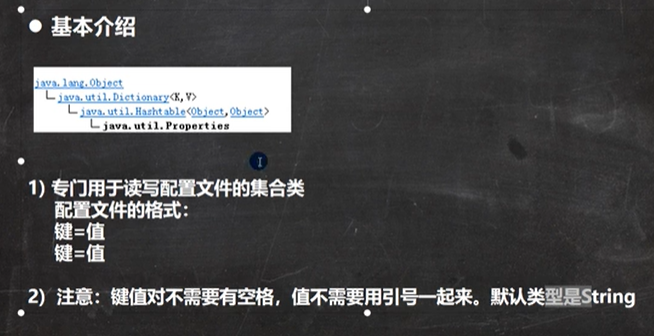 ● 基本介绍
java.lang.Object
java.util.Dictionary<K,V>
java.util.Hashtable<Object,Object>
java.util.Properties
1) 专门用于读写配置文件的集合类
配置文件的格式：
键=值
键=值
2) 注意：键值对不需要有空格，值不需要用引号一起来。默认类型是String